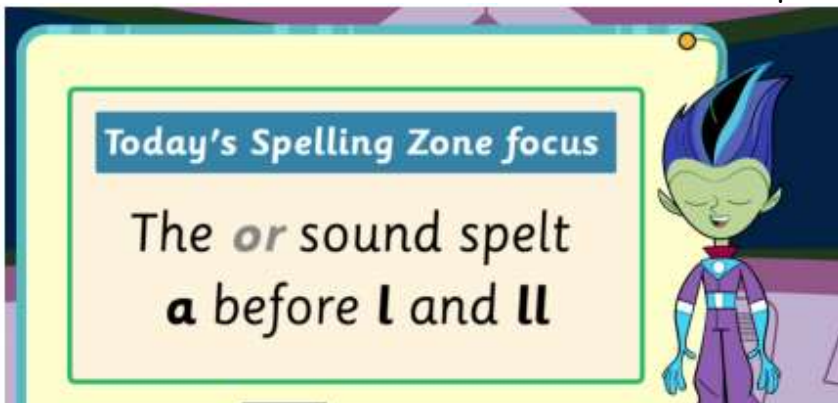 Today's Spelling Zone focus
The or sound spelt
a before l and ll